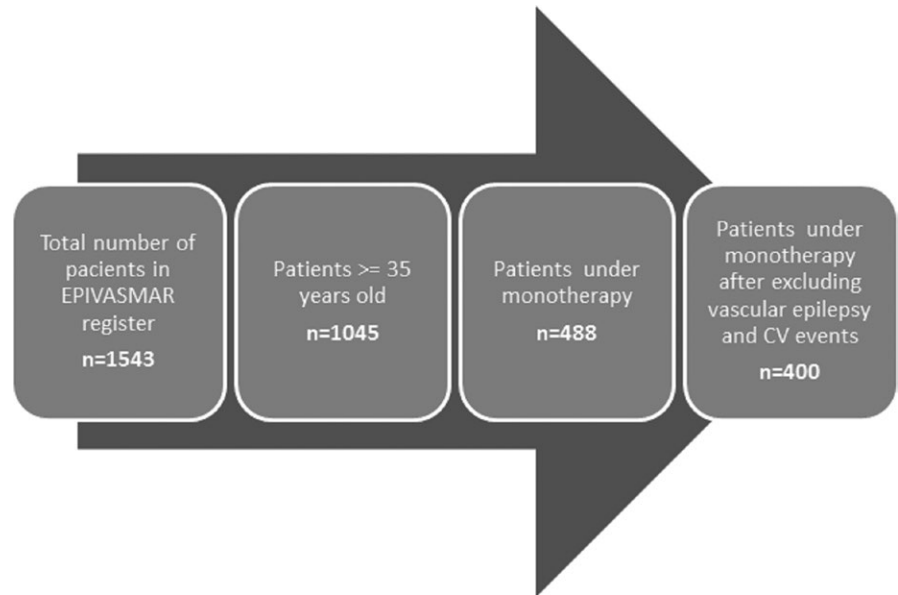 Total number of
pacients in
EPIVASMAR
register
n=1543
Patients >= 35
years old
n=1045
Patients under
monotherapy
n=488
Patients under
monotherapy
after excluding
vascular epilepsy
and CV events
n=400